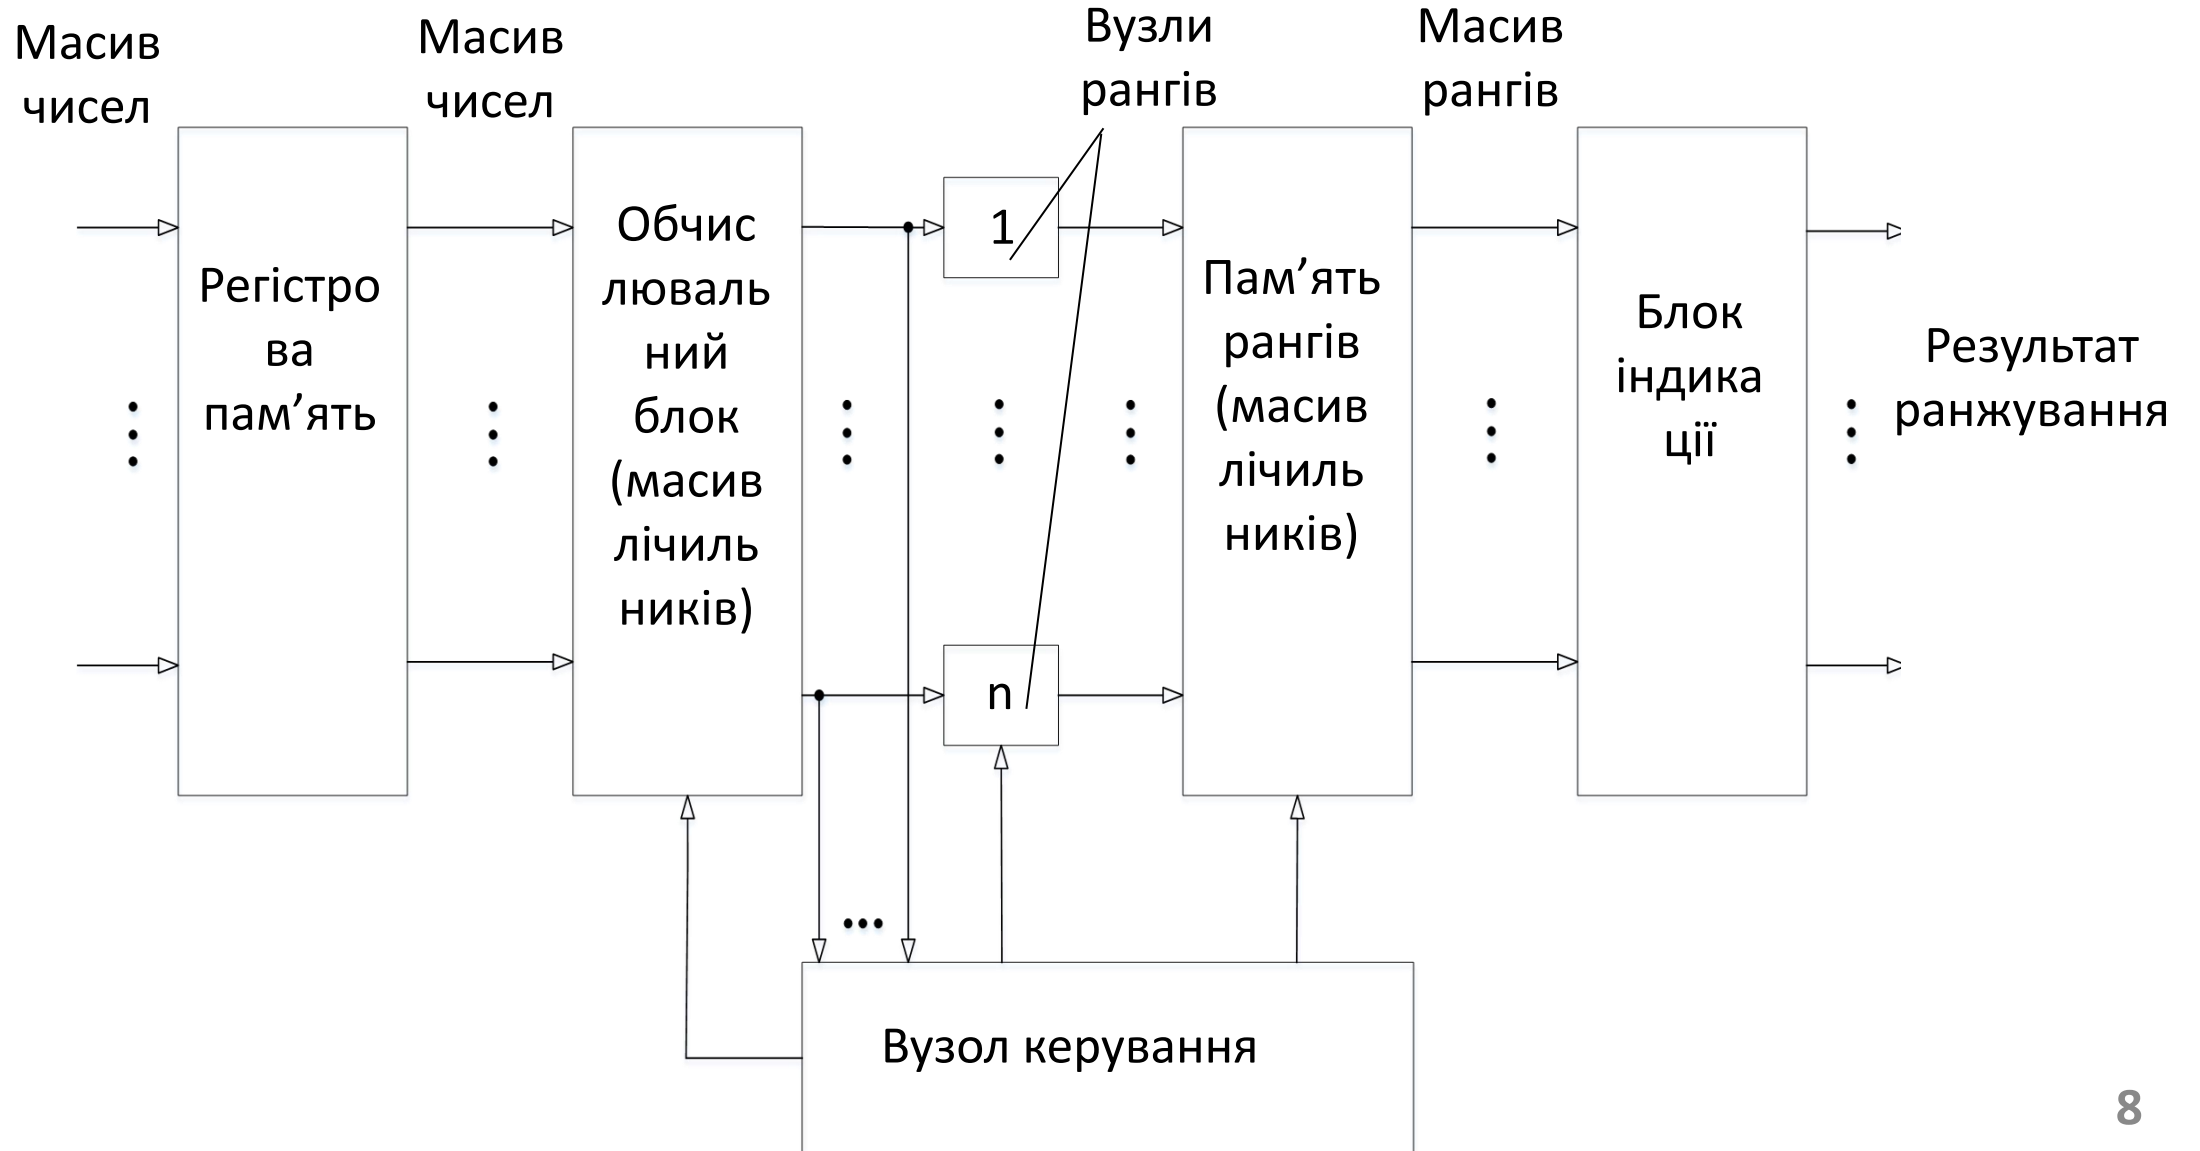 Масив
чисел
Масив
чисел
Вузли
рангів
Масив
рангів
Регістро
ва
пам’ять
Обчис
люваль
ний
блок
(масив
лічиль
ників)
1
n
Пам’ять
рангів
(масив
лічиль
ників)
Блок
індика
ції
Результат
ранжування
Вузол керування
8